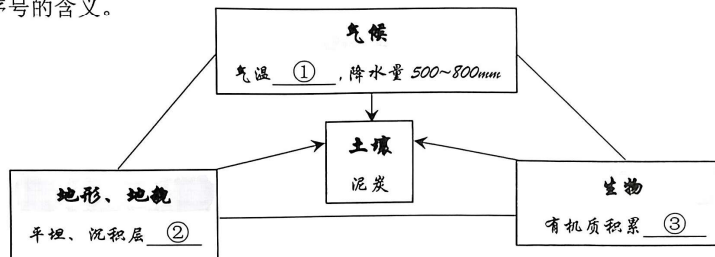 序号的含义。
气候
气温 ① ，降水量 500~800mm
土壤
泥炭
地形、地貌
平坦、沉积层 ②
生物
有机质积累 ③